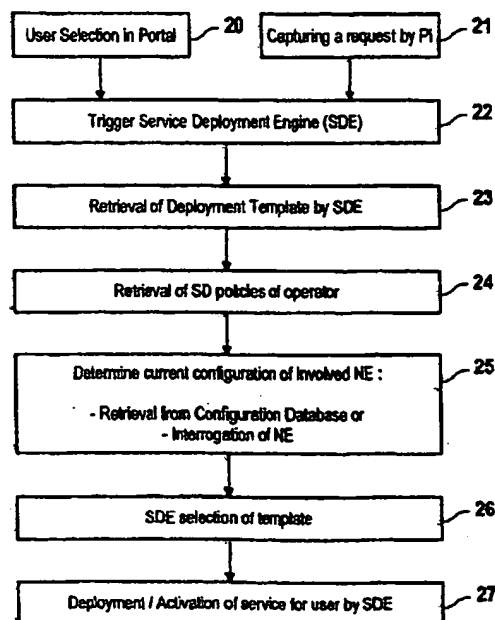 User Selection in Portal
20
Capturing a request by Pi
21
Trigger Service Deployment Engine (SDE)
22
Retrieval of Deployment Template by SDE
23
Retrieval of SD policies of operator
24
Determine current configuration of Involved NE :
- Retrieval from Configuration Database or
- Interrogation of NE
25
SDE selection of template
26
Deployment / Activation of service for user by SDE
27